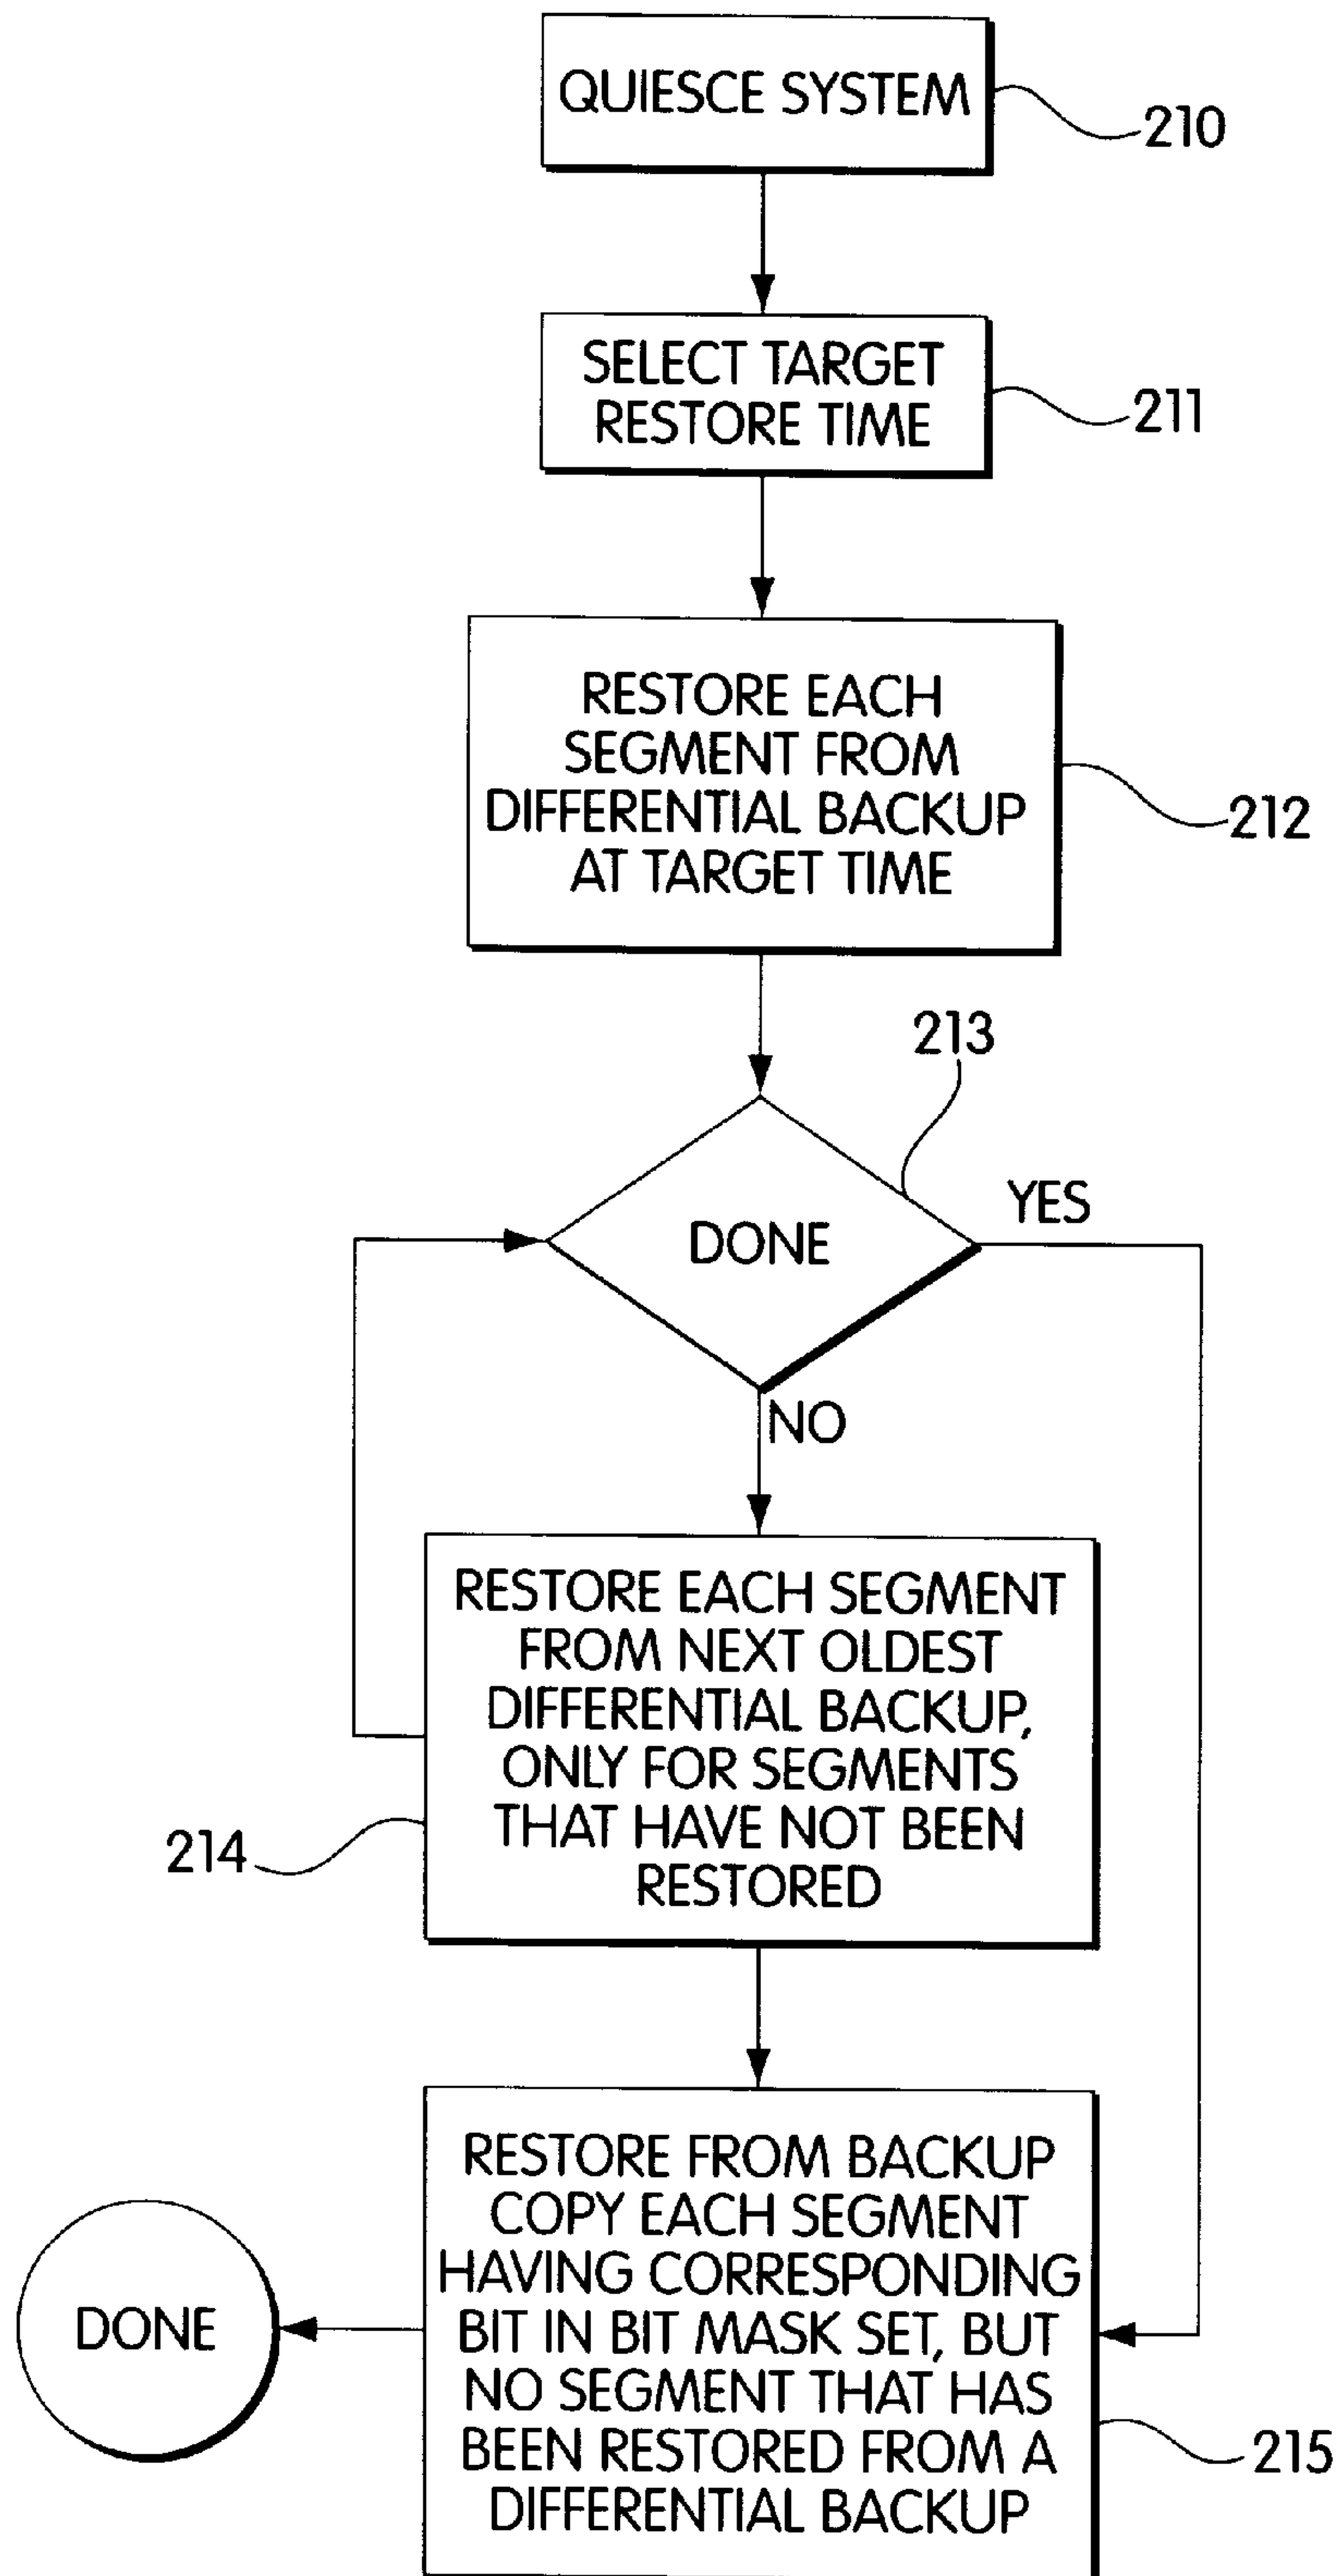 QUIESCE SYSTEM
210
SELECT TARGET
RESTORE TIME
211
RESTORE EACH
SEGMENT FROM
DIFFERENTIAL BACKUP
AT TARGET TIME
212
213
DONE
YES
NO
RESTORE EACH SEGMENT
FROM NEXT OLDEST
DIFFERENTIAL BACKUP,
ONLY FOR SEGMENTS
THAT HAVE NOT BEEN
RESTORED
214
RESTORE FROM BACKUP
COPY EACH SEGMENT
HAVING CORRESPONDING
BIT IN BIT MASK SET, BUT
NO SEGMENT THAT HAS
BEEN RESTORED FROM A
DIFFERENTIAL BACKUP
215
DONE